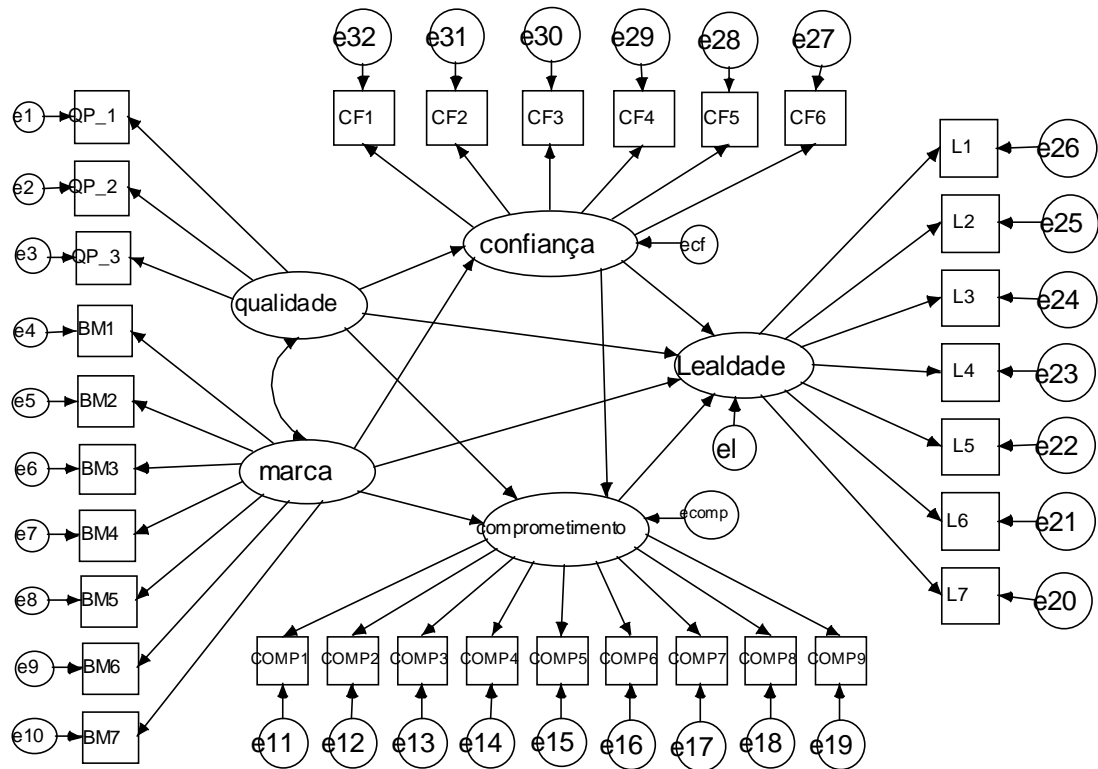 e32 e31 e30 e29 e28 e27
CF1 CF2 CF3 CF4 CF5 CF6
e1 QP_1
e2 QP_2
e3 QP_3
e4 BM1
e5 BM2
e6 BM3
e7 BM4
e8 BM5
e9 BM6
e10 BM7
qualidade
marca
confiança
ecf
Lealdade
el
comprometimento
ecomp
L1 e26
L2 e25
L3 e24
L4 e23
L5 e22
L6 e21
L7 e20
COMP1 COMP2 COMP3 COMP4 COMP5 COMP6 COMP7 COMP8 COMP9
e11 e12 e13 e14 e15 e16 e17 e18 e19